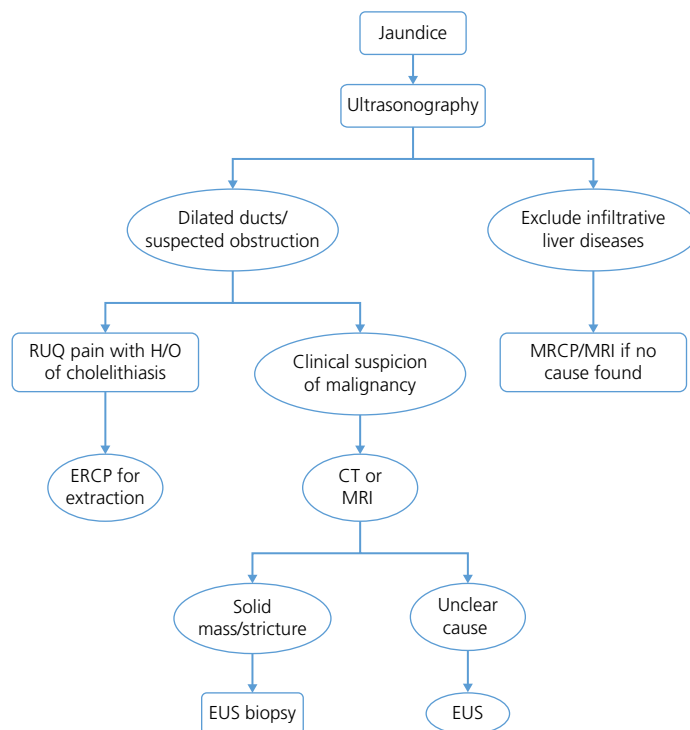 Jaundice
Ultrasonography
Dilated ducts/
suspected obstruction
Exclude infiltrative
liver diseases
RUQ pain with H/O
of cholelithiasis
Clinical suspicion
of malignancy
MRCP/MRI if no
cause found
ERCP for
extraction
CT or
MRI
Solid
mass/stricture
Unclear
cause
EUS biopsy
EUS